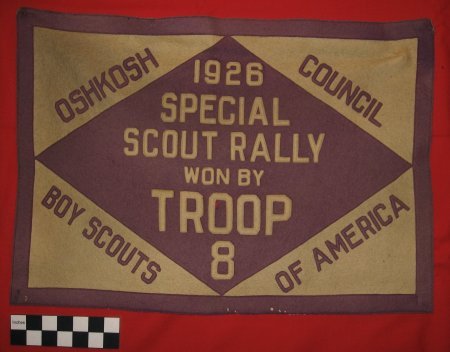 OSHKOSH COUNCIL
1926
SPECIAL
SCOUT RALLY
WON BY
TROOP
8
BOY SCOUTS OF AMERICA